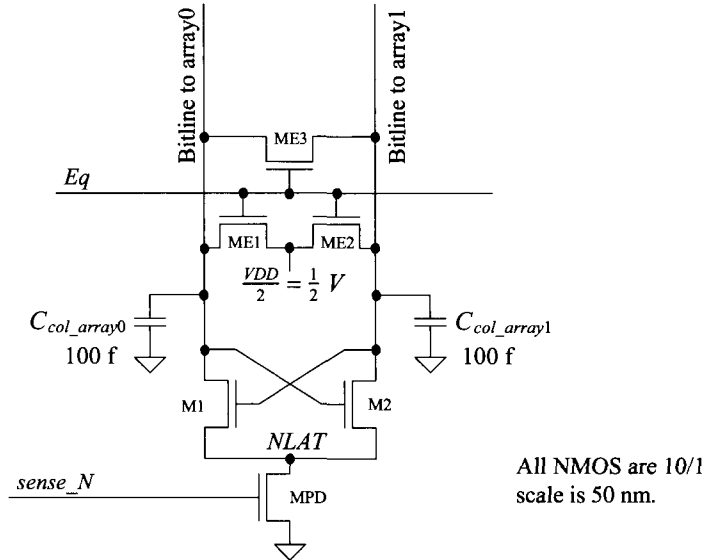 Bitline to array0
Bitline to array1
ME3
Eq
ME1
ME2
VDD/2 = 1/2 V
C_col_array0
100 f
C_col_array1
100 f
M1
M2
NLAT
sense_N
MPD
All NMOS are 10/1
scale is 50 nm.